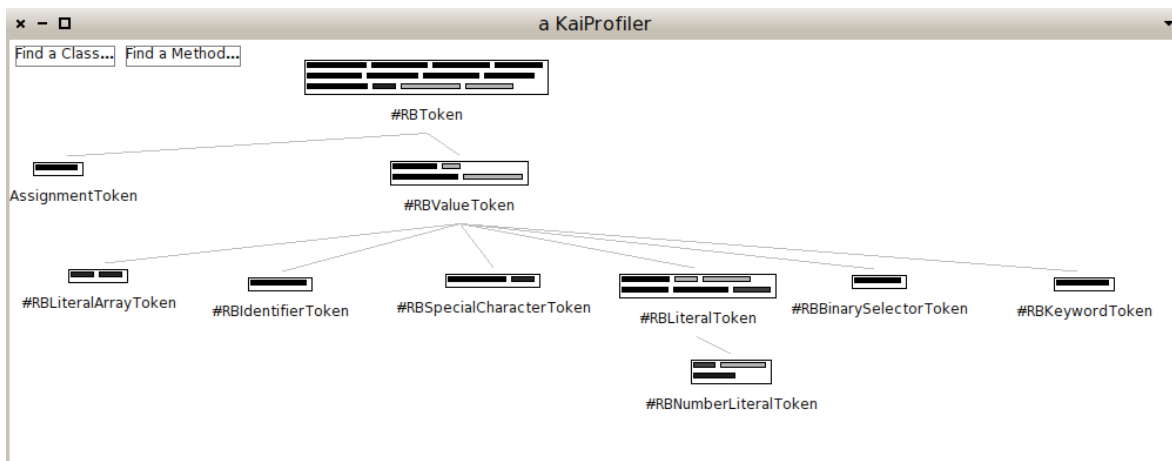 a KaiProfiler
Find a Class...
Find a Method...
#RBToken
AssignmentToken
#RBValueToken
#RBLiteralArrayToken
#RBIdentifierToken
#RBSpecialCharacterToken
#RBLiteralToken
#RBBinarySelectorToken
#RBKeywordToken
#RBNumberLiteralToken